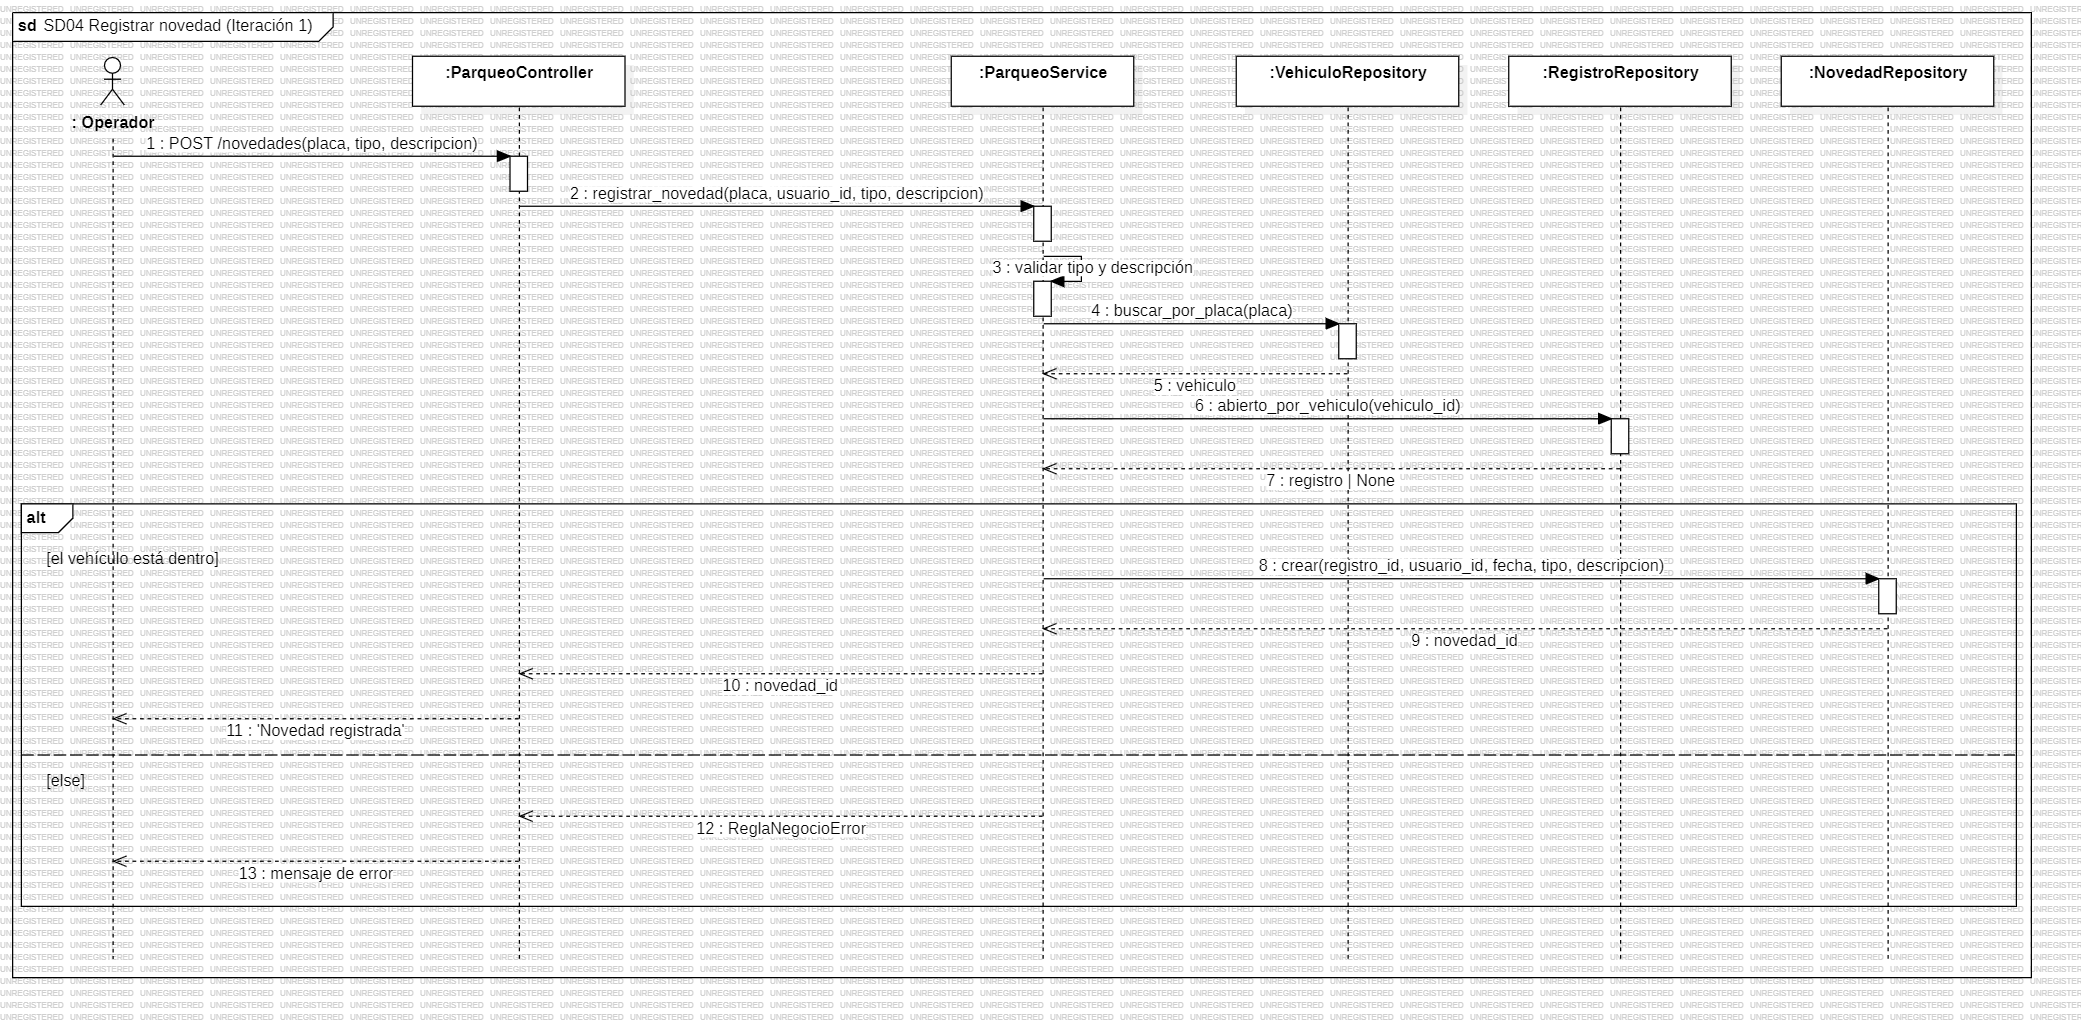 sd SD04 Registrar novedad (Iteración 1)
:ParqueoController
:ParqueoService
:VehiculoRepository
:RegistroRepository
:NovedadRepository
: Operador
1 : POST /novedades(placa, tipo, descripcion)
2 : registrar_novedad(placa, usuario_id, tipo, descripcion)
3 : validar tipo y descripción
4 : buscar_por_placa(placa)
5 : vehiculo
6 : abierto_por_vehiculo(vehiculo_id)
7 : registro | None
alt
[el vehículo está dentro]
8 : crear(registro_id, usuario_id, fecha, tipo, descripcion)
9 : novedad_id
10 : novedad_id
11 : 'Novedad registrada'
[else]
12 : ReglaNegocioError
13 : mensaje de error
UNREGISTERED